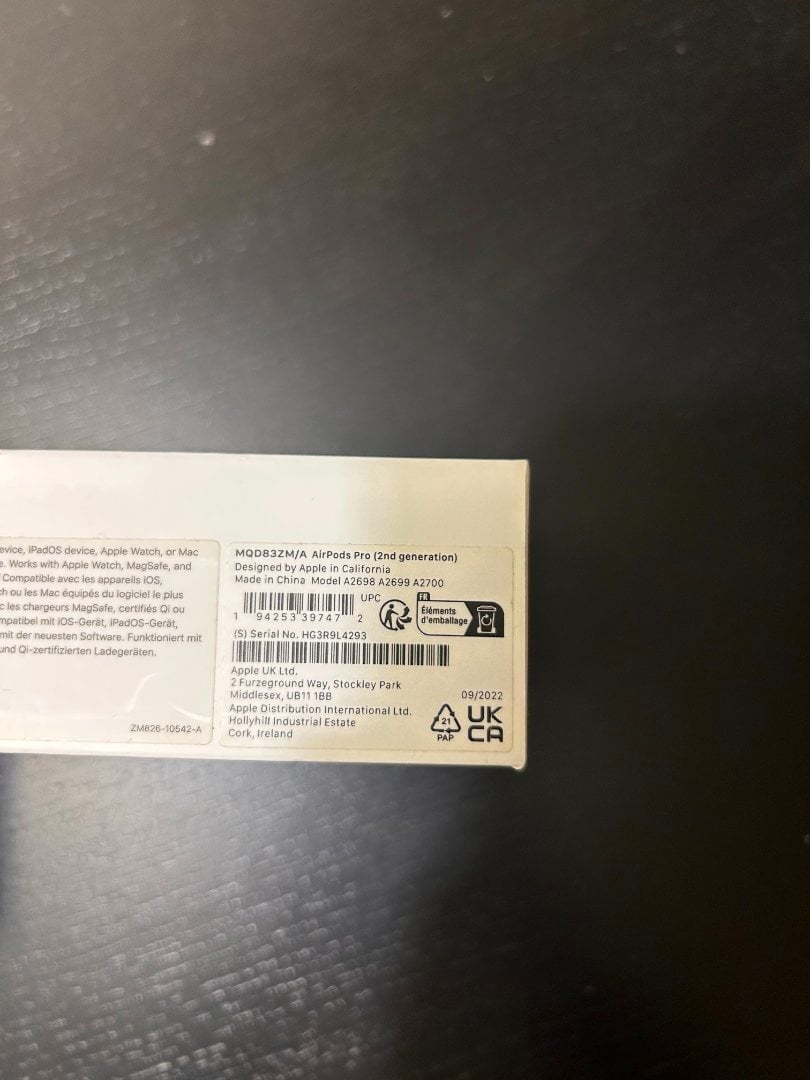 evice, iPadOS device, Apple Watch, or Mac
e. Works with Apple Watch, MagSafe, and
Compatible avec les appareils iOS,
ch ou les Mac équipés du logiciel le plus
c les chargeurs MagSafe, certifiés Qi ou
mpatibel mit iOS-Gerät, iPadOS-Gerät,
mit der neuesten Software. Funktioniert mit
und Qi-zertifizierten Ladegeräten.
ZM826-10542-A
MQD83ZM/A AirPods Pro (2nd generation)
Designed by Apple in California
Made in China Model A2698 A2699 A2700
UPC
1 94253 39747 2
FR
Éléments
d'emballage
(S) Serial No. HG3R9L4293
Apple UK Ltd.
2 Furzeground Way, Stockley Park
Middlesex, UB11 1BB
09/2022
Apple Distribution International Ltd.
Hollyhill Industrial Estate
Cork, Ireland
21
PAP
UK
CA